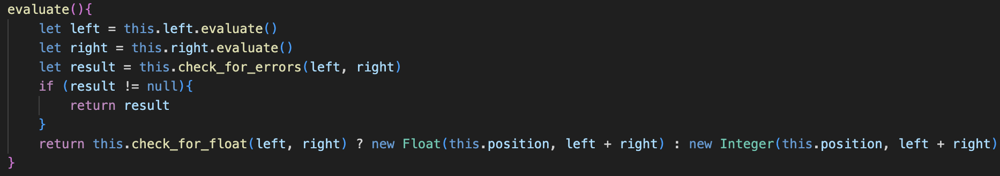 evaluate(){
    let left = this.left.evaluate()
    let right = this.right.evaluate()
    let result = this.check_for_errors(left, right)
    if (result != null){
        return result
    }
    return this.check_for_float(left, right) ? new Float(this.position, left + right) : new Integer(this.position, left + right)
}